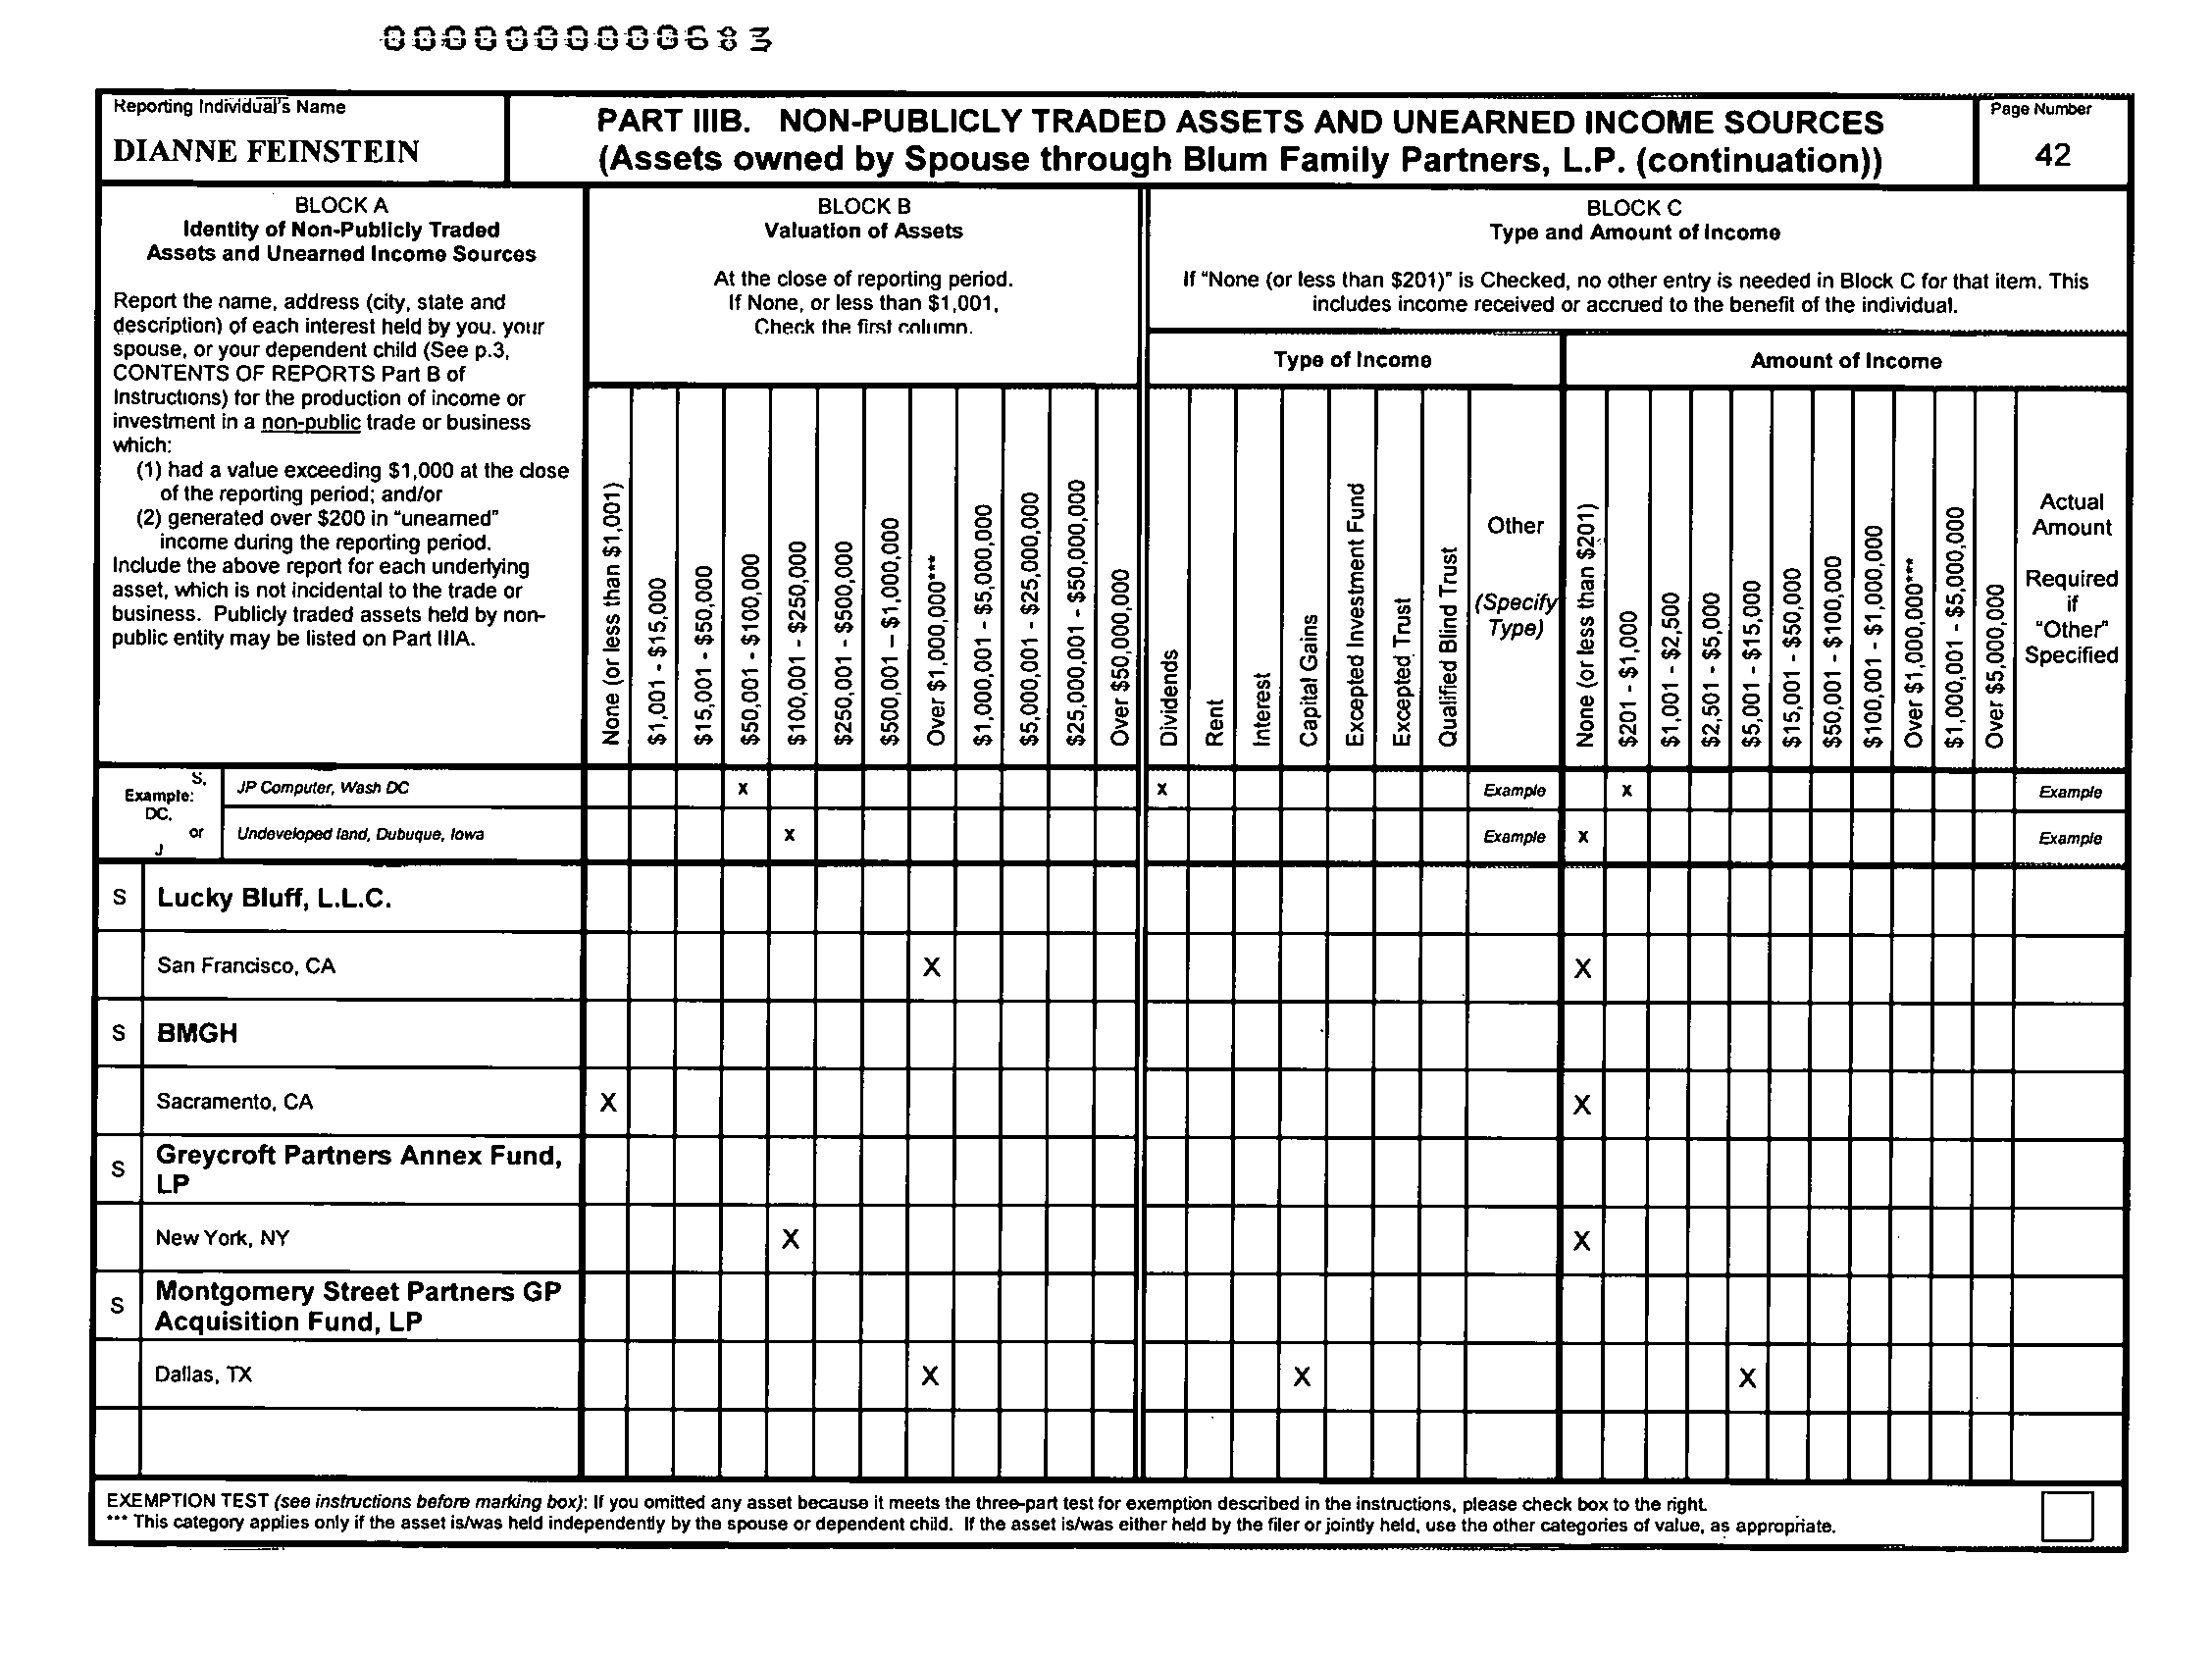 000000000683
Reporting Individual's Name
DIANNE FEINSTEIN
PART IIIB. NON-PUBLICLY TRADED ASSETS AND UNEARNED INCOME SOURCES
(Assets owned by Spouse through Blum Family Partners, L.P. (continuation))
Page Number
42
BLOCK A
Identity of Non-Publicly Traded
Assets and Unearned Income Sources
Report the name, address (city, state and
description) of each interest held by you. your
spouse, or your dependent child (See p.3,
CONTENTS OF REPORTS Part B of
Instructions) for the production of income or
investment in a non-public trade or business
which:
(1) had a value exceeding $1,000 at the close
of the reporting period; and/or
(2) generated over $200 in "unearned"
income during the reporting period.
Include the above report for each underlying
asset, which is not incidental to the trade or
business. Publicly traded assets held by non-
public entity may be listed on Part IIIA.
BLOCK B
Valuation of Assets
At the close of reporting period.
If None, or less than $1,001,
Check the first column.
None (or less than $1,001)
$1,001 - $15,000
$15,001 - $50,000
$50,001 - $100,000
$100,001 - $250,000
$250,001 - $500,000
$500,001 – $1,000,000
Over $1,000,000***
$1,000,001 - $5,000,000
$5,000,001 - $25,000,000
$25,000,001 - $50,000,000
Over $50,000,000
BLOCK C
Type and Amount of Income
If "None (or less than $201)" is Checked, no other entry is needed in Block C for that item. This
includes income received or accrued to the benefit of the individual.
Type of Income
Amount of Income
Dividends
Rent
Interest
Capital Gains
Excepted Investment Fund
Excepted Trust
Qualified Blind Trust
Other
(Specify
Type)
None (or less than $201)
$201 - $1,000
$1,001 - $2,500
$2,501 - $5,000
$5,001 - $15,000
$15,001 - $50,000
$50,001 - $100,000
$100,001 - $1,000,000
Over $1,000,000***
$1,000,001 - $5,000,000
Over $5,000,000
Actual
Amount
Required
if
"Other"
Specified
S,
Example:
DC,
or
J
JP Computer, Wash DC X X Example X Example
Undeveloped land, Dubuque, Iowa X Example X Example
S Lucky Bluff, L.L.C.
San Francisco, CA X X
S BMGH
Sacramento, CA X X
S Greycroft Partners Annex Fund,
LP
New York, NY X X
S Montgomery Street Partners GP
Acquisition Fund, LP
Dallas, TX X X X
EXEMPTION TEST (see instructions before marking box): If you omitted any asset because it meets the three-part test for exemption described in the instructions, please check box to the right.
*** This category applies only if the asset is/was held independently by the spouse or dependent child. If the asset is/was either held by the filer or jointly held, use the other categories of value, as appropriate.